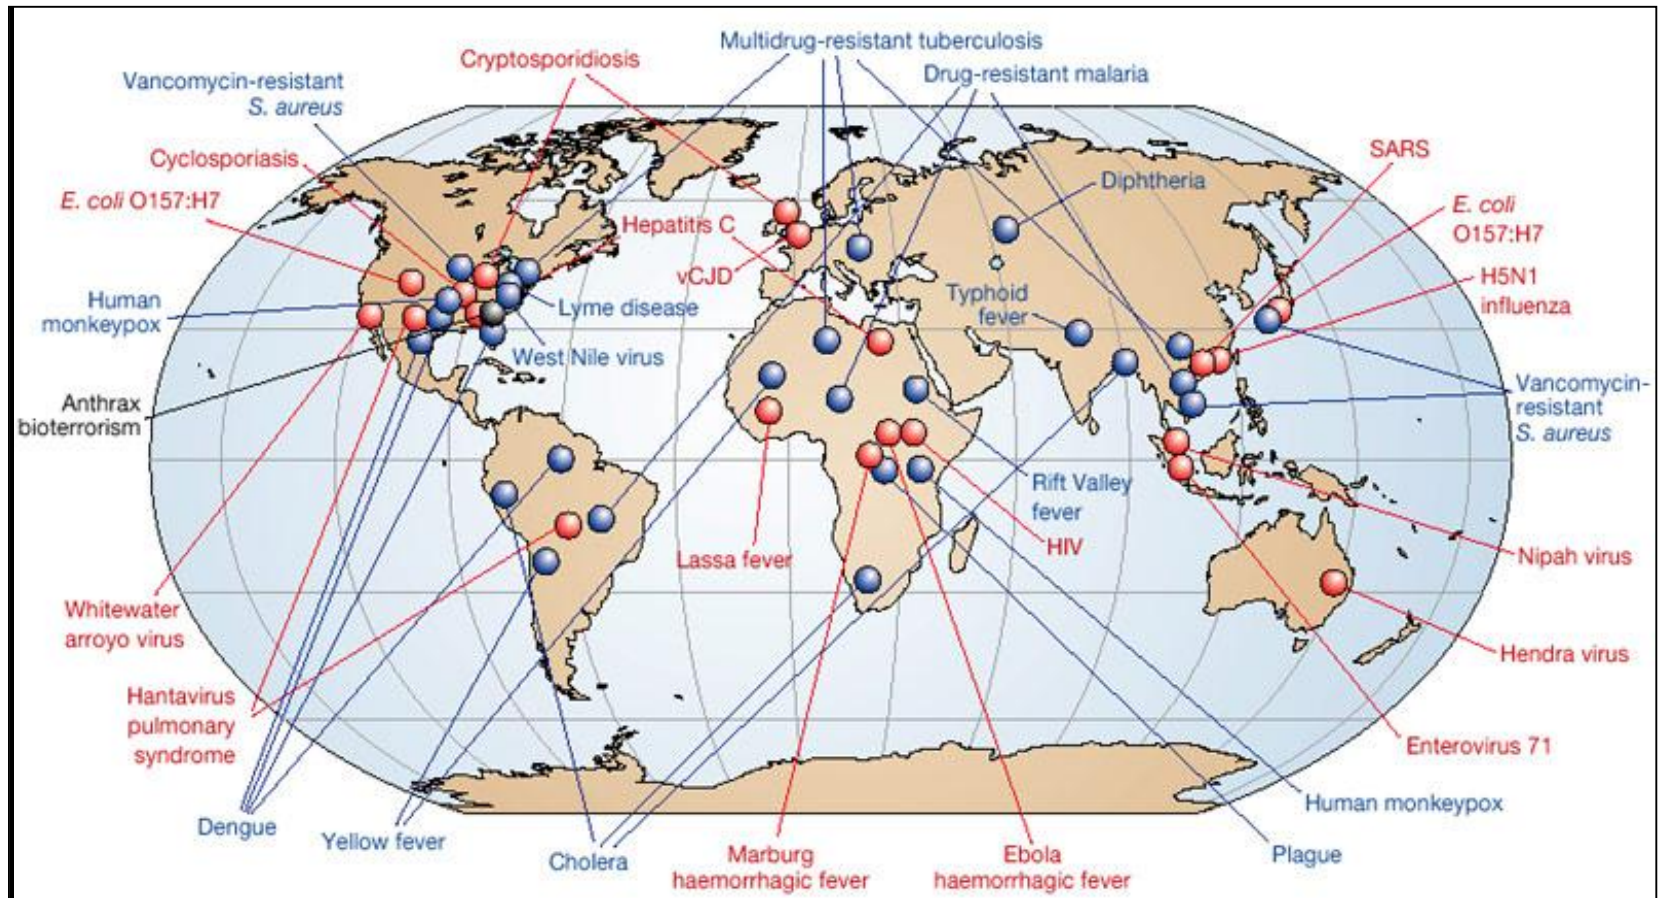 Multidrug-resistant tuberculosis
Cryptosporidiosis
Drug-resistant malaria
Vancomycin-resistant
S. aureus
Cyclosporiasis
SARS
E. coli O157:H7
Diphtheria
E. coli
O157:H7
Hepatitis C
vCJD
H5N1
influenza
Human
monkeypox
Lyme disease
Typhoid
fever
West Nile virus
Anthrax
bioterrorism
Vancomycin-
resistant
S. aureus
Rift Valley
fever
HIV
Lassa fever
Nipah virus
Whitewater
arroyo virus
Hendra virus
Hantavirus
pulmonary
syndrome
Enterovirus 71
Human monkeypox
Dengue
Yellow fever
Cholera
Marburg
haemorrhagic fever
Ebola
haemorrhagic fever
Plague